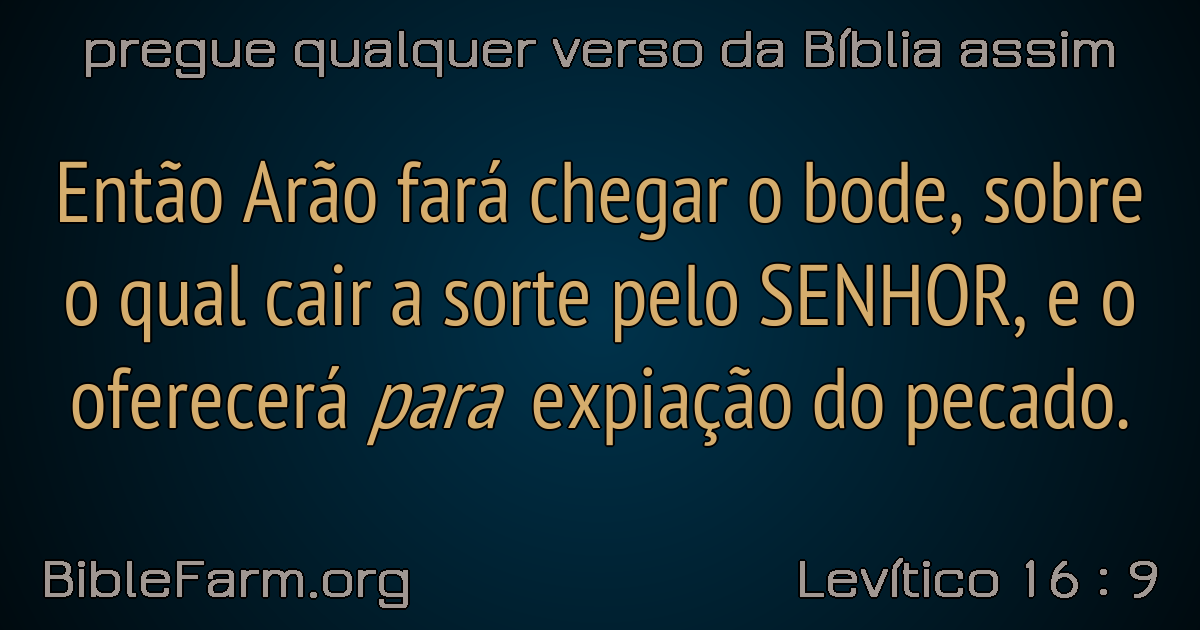 pregue qualquer verso da Bíblia assim
Então Arão fará chegar o bode, sobre
o qual cair a sorte pelo SENHOR, e o
oferecerá para expiação do pecado.
BibleFarm.org
Levítico 16 : 9